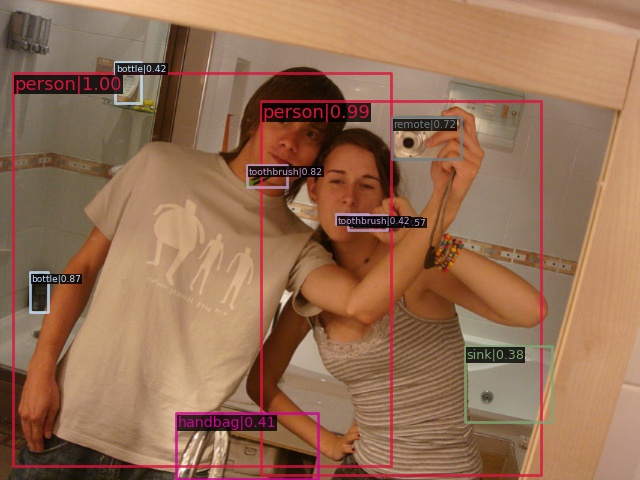 bottle|0.42
person|1.00
person|0.99
remote|0.72
toothbrush|0.82
toothbrush|0.42
.57
bottle|0.87
sink|0.38
handbag|0.41